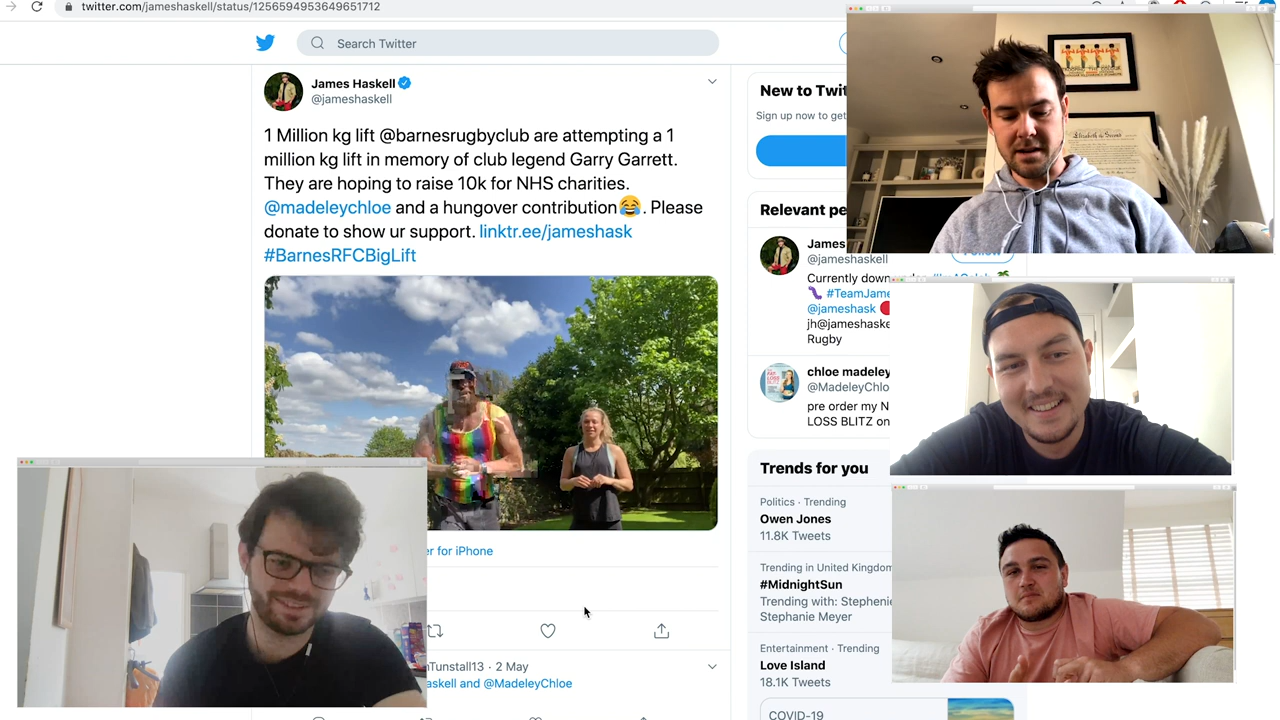 twitter.com/jameshaskell/status/1256594953649651712
Search Twitter
James Haskell
@jameshaskell
1 Million kg lift @barnesrugbyclub are attempting a 1
million kg lift in memory of club legend Garry Garrett.
They are hoping to raise 10k for NHS charities.
@madeleychloe and a hungover contribution😂. Please
donate to show ur support. linktr.ee/jameshask
#BarnesRFCBigLift
er for iPhone
nTunstall13 · 2 May
askell and @MadeleyChloe
New to Twi
Sign up now to get
Relevant pe
James
@jameshaskell
Follow
Currently down
#TeamJame
@jameshask
jh@jameshaske
Rugby
chloe madeley
@MadeleyChlo
pre order my N
LOSS BLITZ on
Trends for you
Politics · Trending
Owen Jones
11.8K Tweets
Trending in United Kingdom
#MidnightSun
Trending with: Stephenie
Stephanie Meyer
Entertainment · Trending
Love Island
18.1K Tweets
COVID-19
Elizabeth the Second